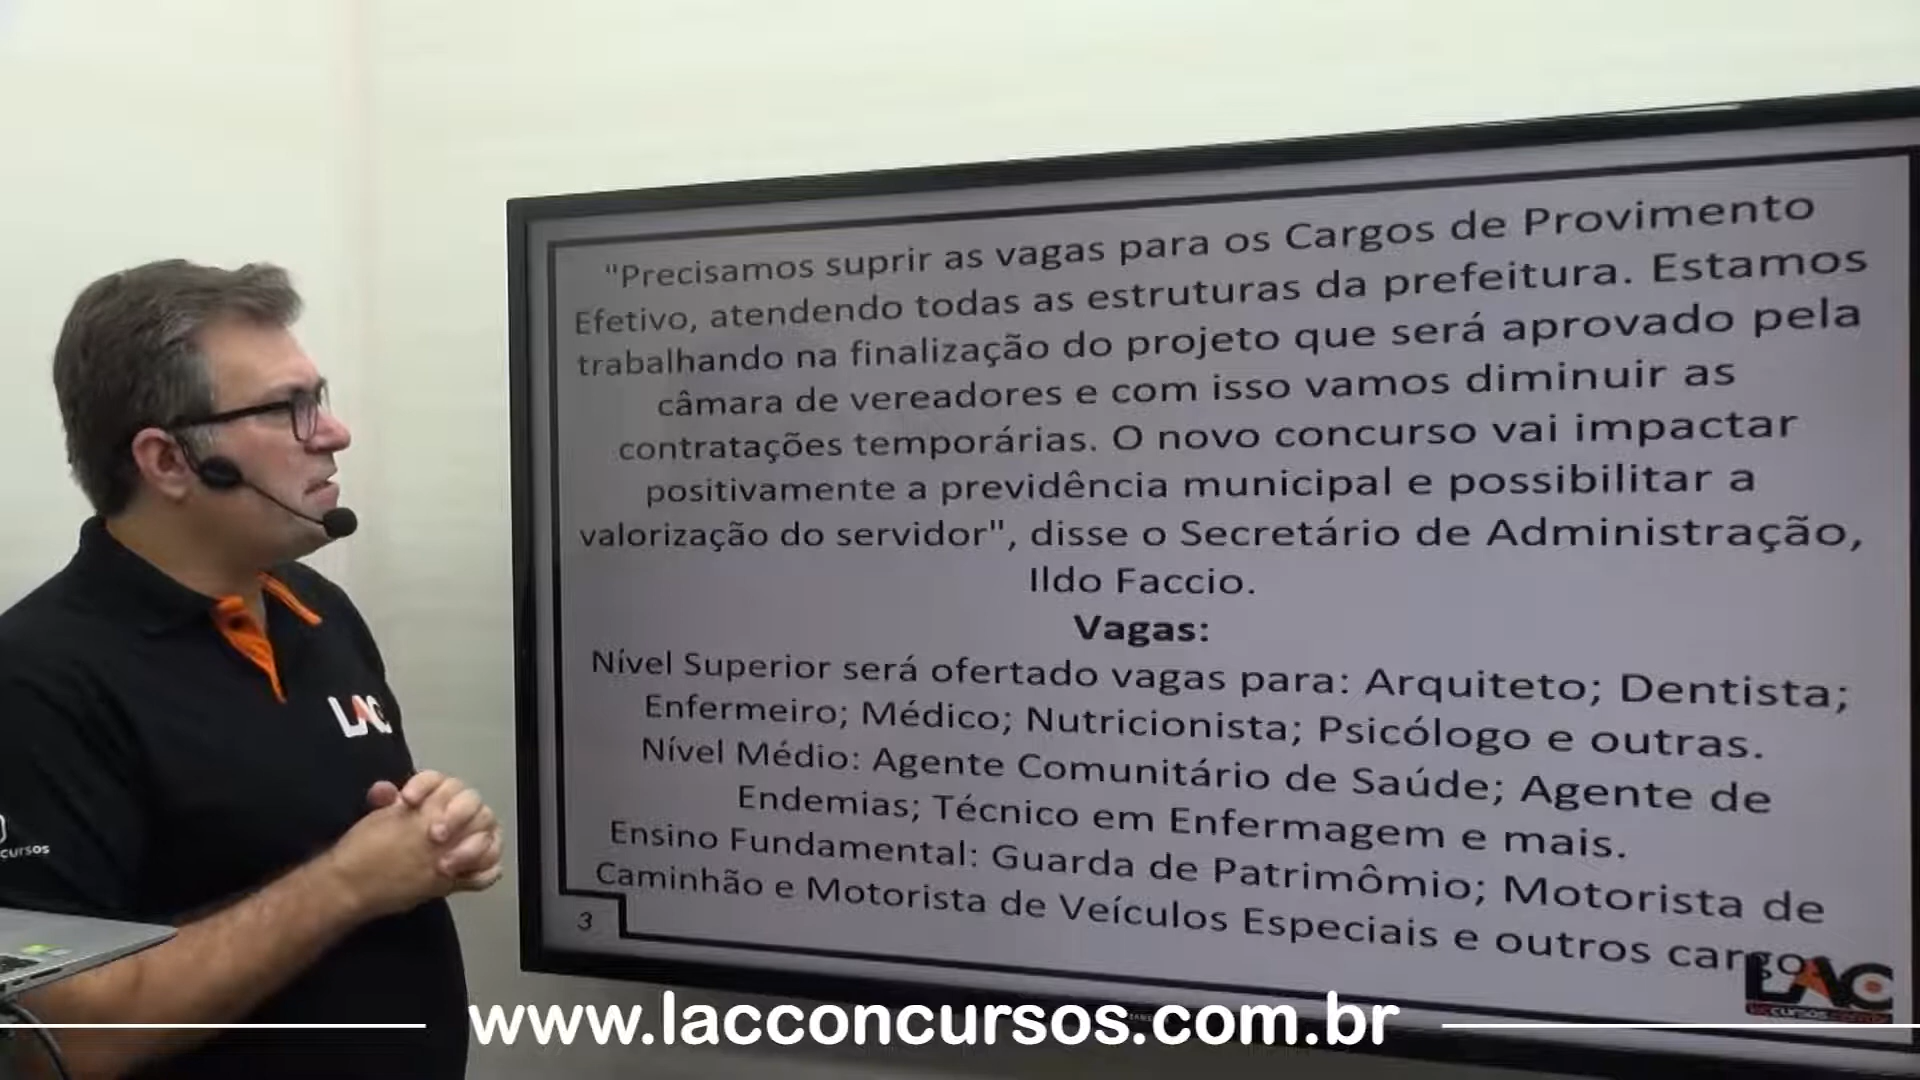 "Precisamos suprir as vagas para os Cargos de Provimento
Efetivo, atendendo todas as estruturas da prefeitura. Estamos
trabalhando na finalização do projeto que será aprovado pela
câmara de vereadores e com isso vamos diminuir as
contratações temporárias. O novo concurso vai impactar
positivamente a previdência municipal e possibilitar a
valorização do servidor", disse o Secretário de Administração,
Ildo Faccio.
Vagas:
Nível Superior será ofertado vagas para: Arquiteto; Dentista;
Enfermeiro; Médico; Nutricionista; Psicólogo e outras.
Nível Médio: Agente Comunitário de Saúde; Agente de
Endemias; Técnico em Enfermagem e mais.
Ensino Fundamental: Guarda de Patrimômio; Motorista de
Caminhão e Motorista de Veículos Especiais e outros cargo
3
LAC
LAC
cursos
www.lacconcursos.com.br